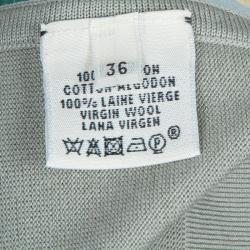 36
COTTON-ALGODON
100% LAINE VIERGE
VIRGIN WOOL
LANA VIRGEN
P ®